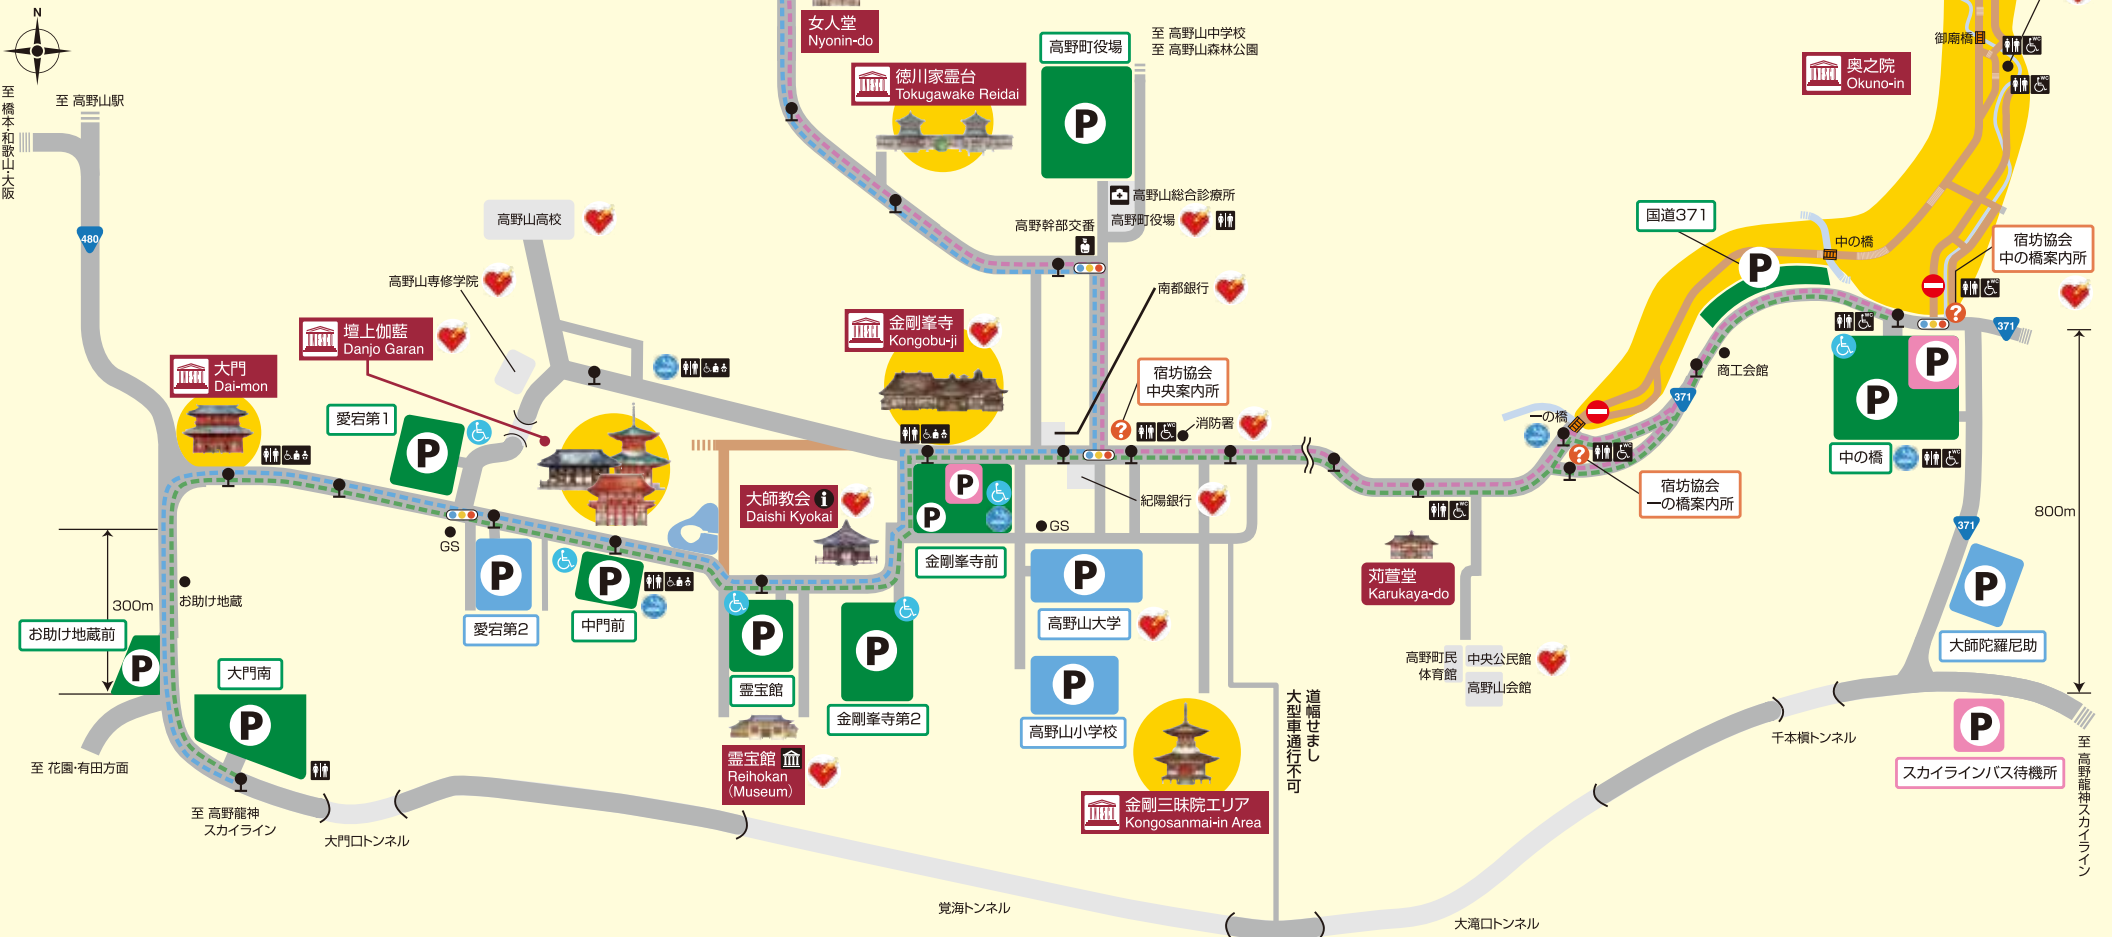 N
至 橋本・和歌山・大阪
至 高野山駅
480
女人堂
Nyonin-do
徳川家霊台
Tokugawake Reidai
高野町役場
P
至 高野山中学校
至 高野山森林公園
奥之院
Okuno-in
御廟橋
WC
WC
高野山総合診療所
高野町役場
高野幹部交番
高野山高校
高野山専修学院
南都銀行
国道371
P
中の橋
宿坊協会
中の橋案内所
?
WC
371
壇上伽藍
Danjo Garan
金剛峯寺
Kongobu-ji
宿坊協会
中央案内所
?
WC
消防署
大門
Dai-mon
愛宕第1
P
GS
P
愛宕第2
P
中門前
大師教会
Daishi Kyokai
P
P
金剛峯寺前
GS
紀陽銀行
P
高野山大学
P
高野山小学校
P
霊宝館
P
金剛峯寺第2
霊宝館
Reihokan
(Museum)
金剛三昧院エリア
Kongosanmai-in Area
道幅せまし
大型車通行不可
苅萱堂
Karukaya-do
WC
高野町民
体育館
中央公民館
高野山会館
一の橋
?
WC
宿坊協会
一の橋案内所
371
商工会館
WC
P
P
中の橋
WC
371
P
大師陀羅尼助
800m
P
スカイラインバス待機所
至 高野龍神スカイライン
千本槇トンネル
大滝口トンネル
覚海トンネル
大門口トンネル
至 高野龍神
スカイライン
至 花園・有田方面
大門南
P
お助け地蔵前
P
お助け地蔵
300m